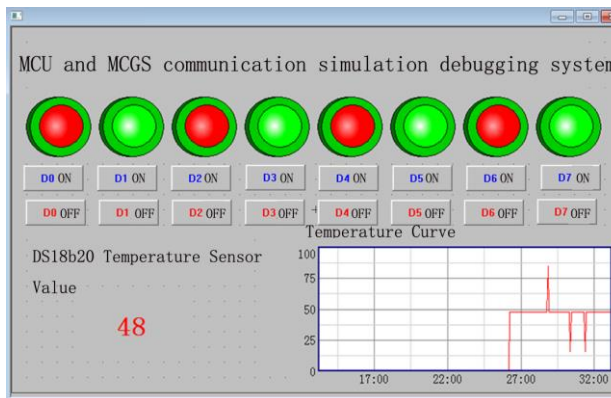 MCU and MCGS communication simulation debugging system
D0 ON D1 ON D2 ON D3 ON D4 ON D5 ON D6 ON D7 ON
D0 OFF D1 OFF D2 OFF D3 OFF D4 OFF D5 OFF D6 OFF D7 OFF
Temperature Curve
DS18b20 Temperature Sensor
Value
48
100
75
50
25
0
17:00 22:00 27:00 32:00